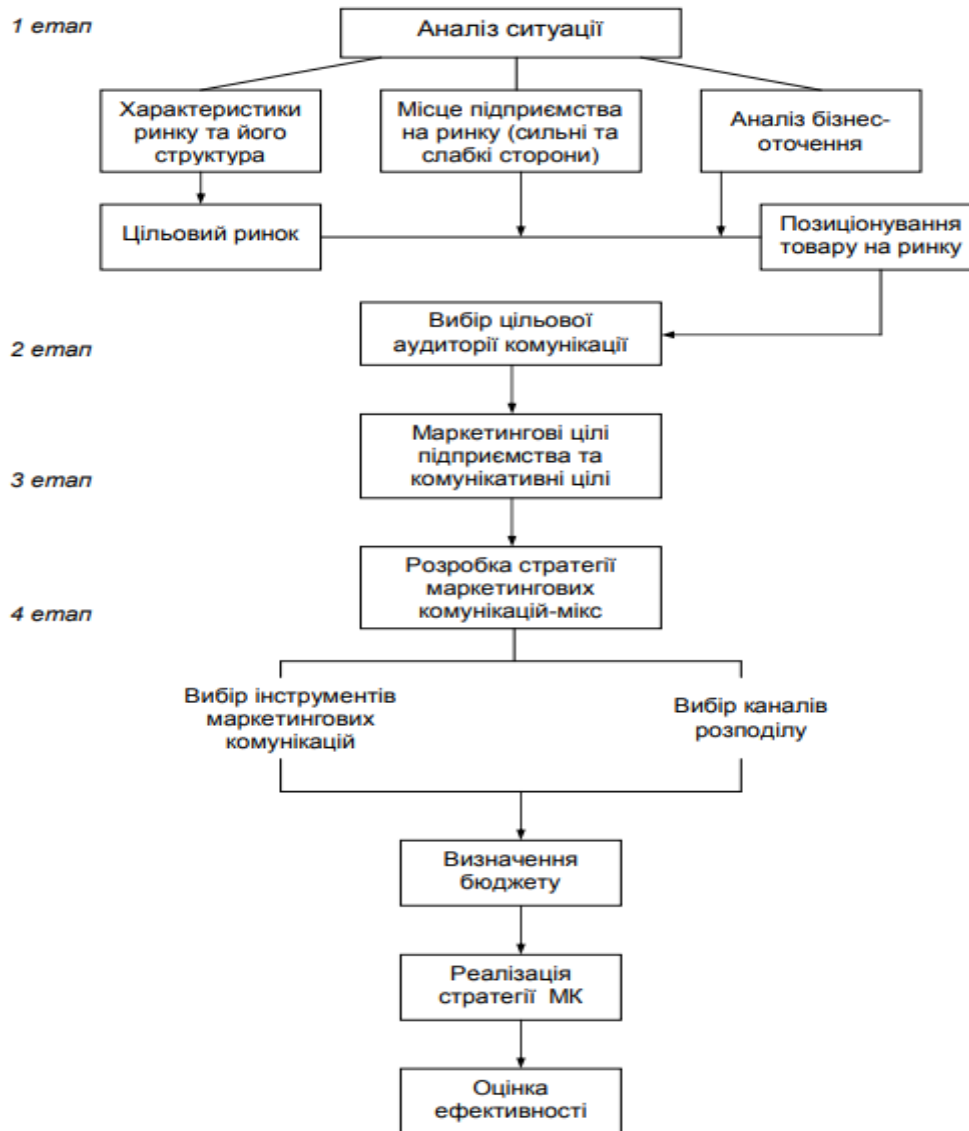 1 етап
Аналіз ситуації
Характеристики
ринку та його
структура
Місце підприємства
на ринку (сильні та
слабкі сторони)
Аналіз бізнес-
оточення
Цільовий ринок
Позиціонування
товару на ринку
2 етап
Вибір цільової
аудиторії комунікації
3 етап
Маркетингові цілі
підприємства та
комунікативні цілі
4 етап
Розробка стратегії
маркетингових
комунікацій-мікс
Вибір інструментів
маркетингових
комунікацій
Вибір каналів
розподілу
Визначення
бюджету
Реалізація
стратегії МК
Оцінка
ефективності